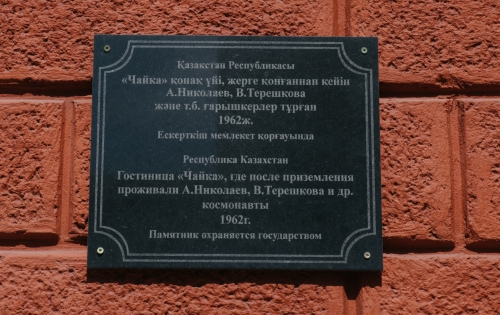 Қазақстан Республикасы
«Чайка» қонақ үйі, жерге қонғаннан кейін
А.Николаев, В.Терешкова
және т.б. ғарышкерлер тұрған
1962ж.
Ескерткіш мемлекет қорғауында
Республика Казахстан
Гостиница «Чайка», где после приземления
проживали А.Николаев, В.Терешкова и др.
космонавты
1962г.
Памятник охраняется государством